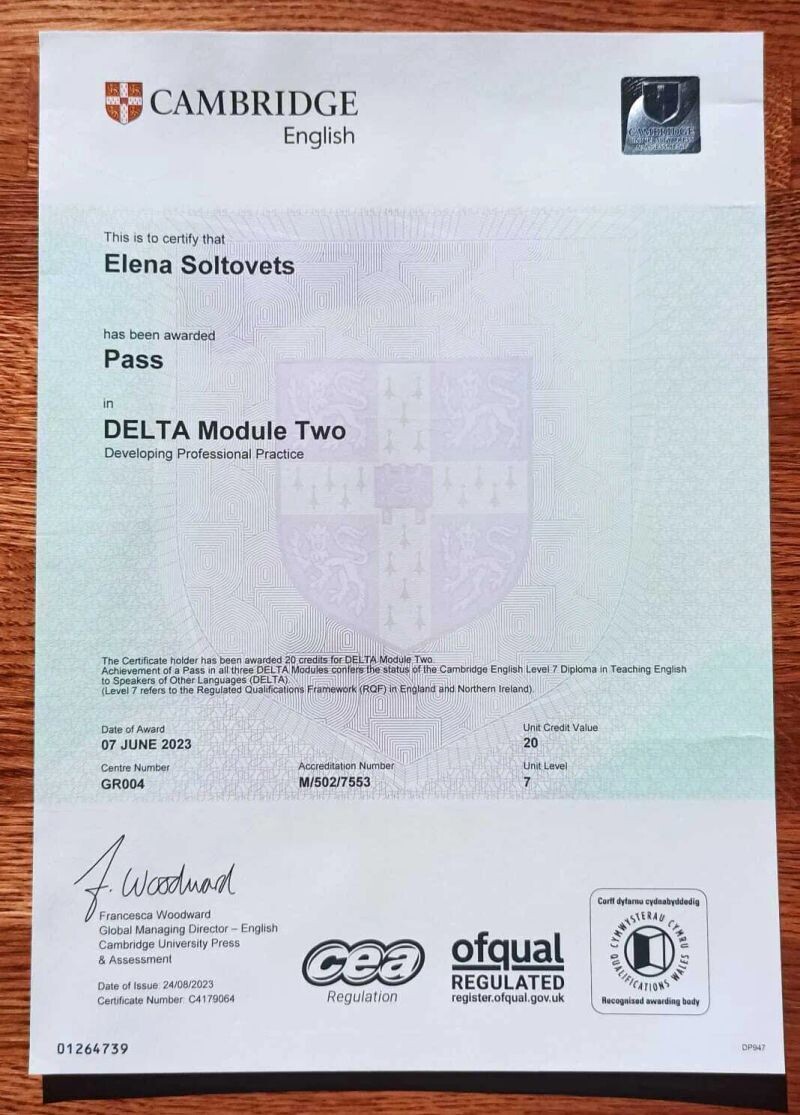 CAMBRIDGE
English
CAMBRIDGE
This is to certify that
Elena Soltovets
has been awarded
Pass
in
DELTA Module Two
Developing Professional Practice
The Certificate holder has been awarded 20 credits for DELTA Module Two.
Achievement of a Pass in all three DELTA Modules confers the status of the Cambridge English Level 7 Diploma in Teaching English
to Speakers of Other Languages (DELTA).
(Level 7 refers to the Regulated Qualifications Framework (RQF) in England and Northern Ireland).
Date of Award
07 JUNE 2023
Unit Credit Value
20
Centre Number
GR004
Accreditation Number
M/502/7553
Unit Level
7
F. Woodward
Francesca Woodward
Global Managing Director – English
Cambridge University Press
& Assessment
Date of Issue: 24/08/2023
Certificate Number: C4179064
cea
Regulation
ofqual
REGULATED
register.ofqual.gov.uk
Corff dyfarnu cydnabyddedig
CYMWYSTERAU CYMRU
QUALIFICATIONS WALES
Recognised awarding body
01264739
DP947